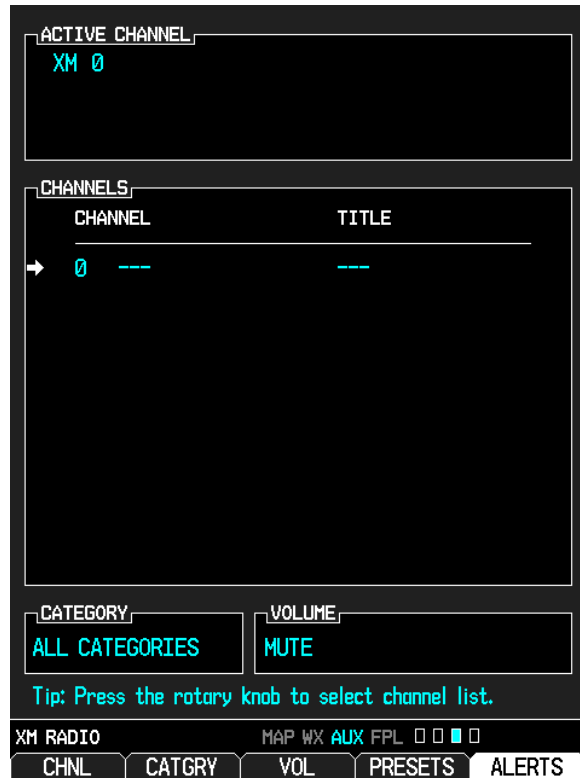 ACTIVE CHANNEL
XM 0
CHANNELS
CHANNEL TITLE
0 --- ---
CATEGORY VOLUME
ALL CATEGORIES MUTE
Tip: Press the rotary knob to select channel list.
XM RADIO MAP WX AUX FPL
CHNL CATGRY VOL PRESETS ALERTS